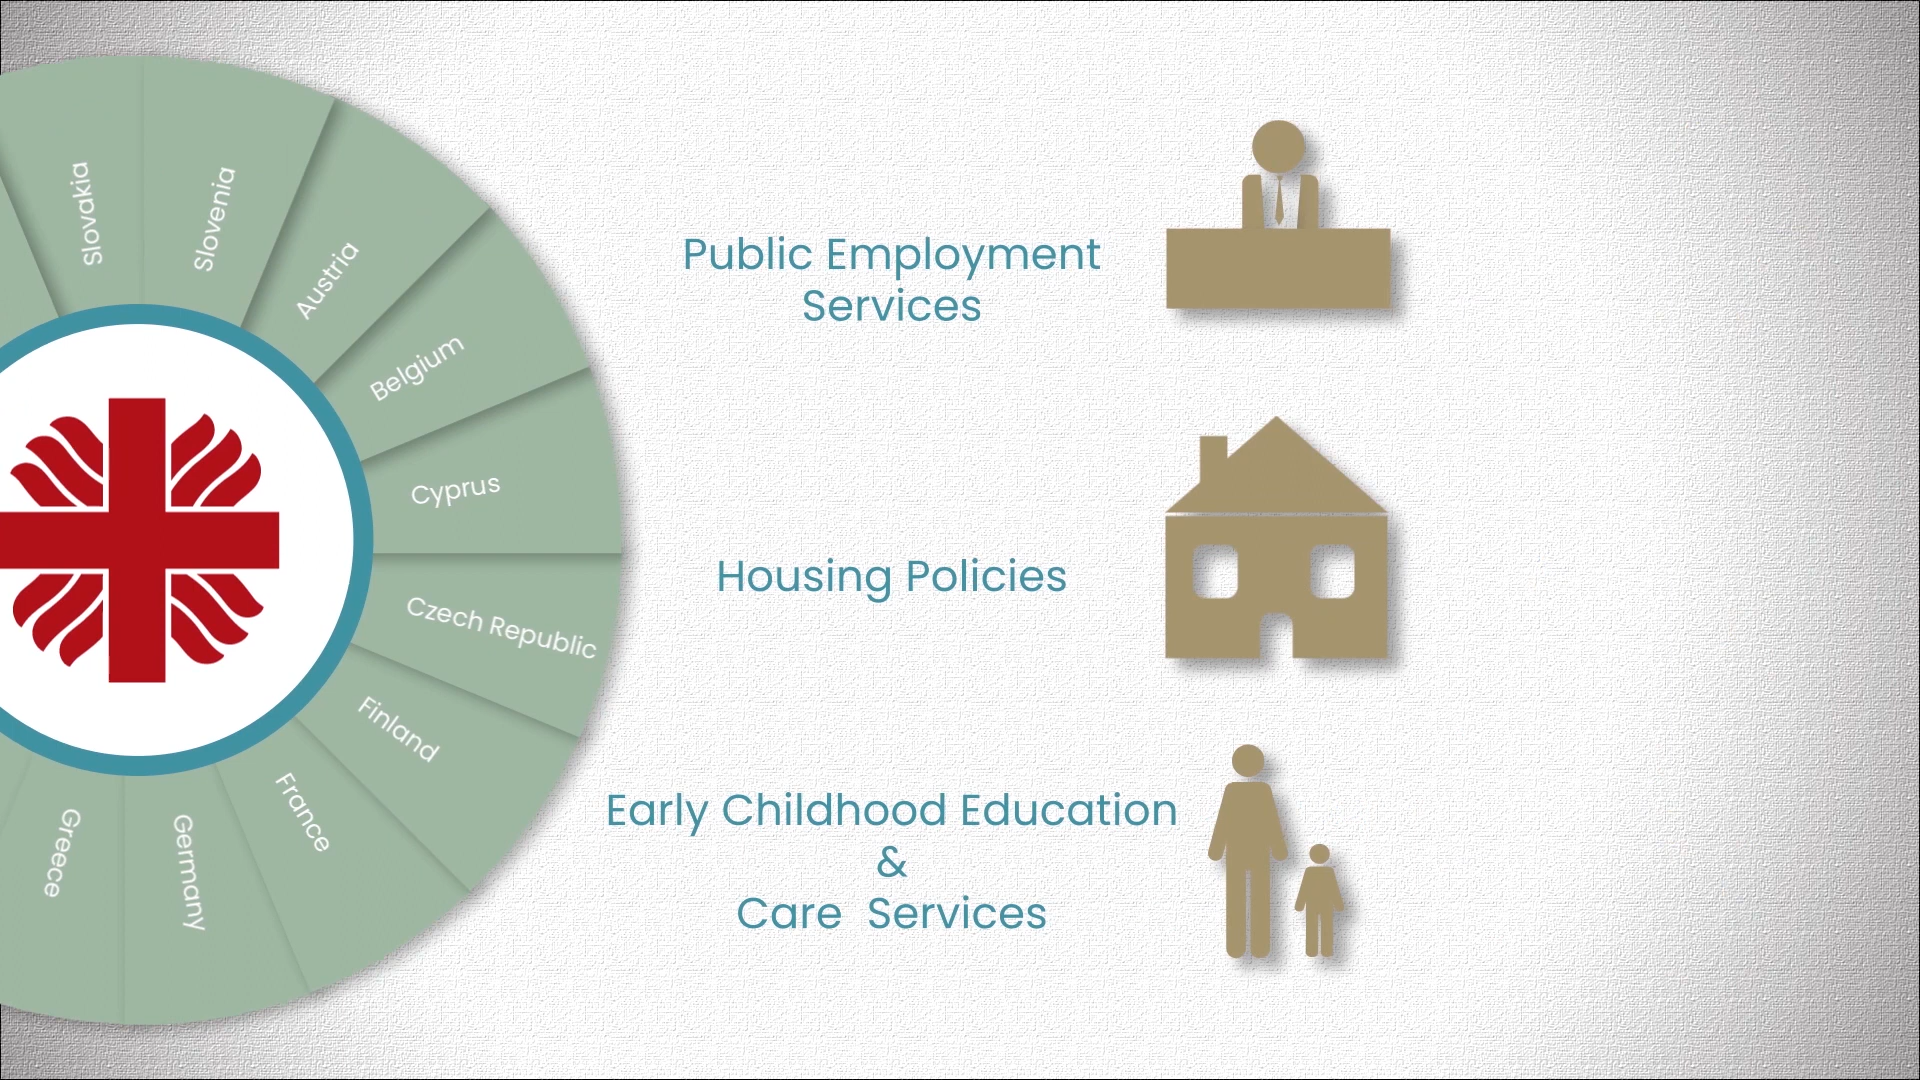 Slovakia
Slovenia
Austria
Belgium
Cyprus
Czech Republic
Finland
France
Germany
Greece
Public Employment
Services
Housing Policies
Early Childhood Education
&
Care Services